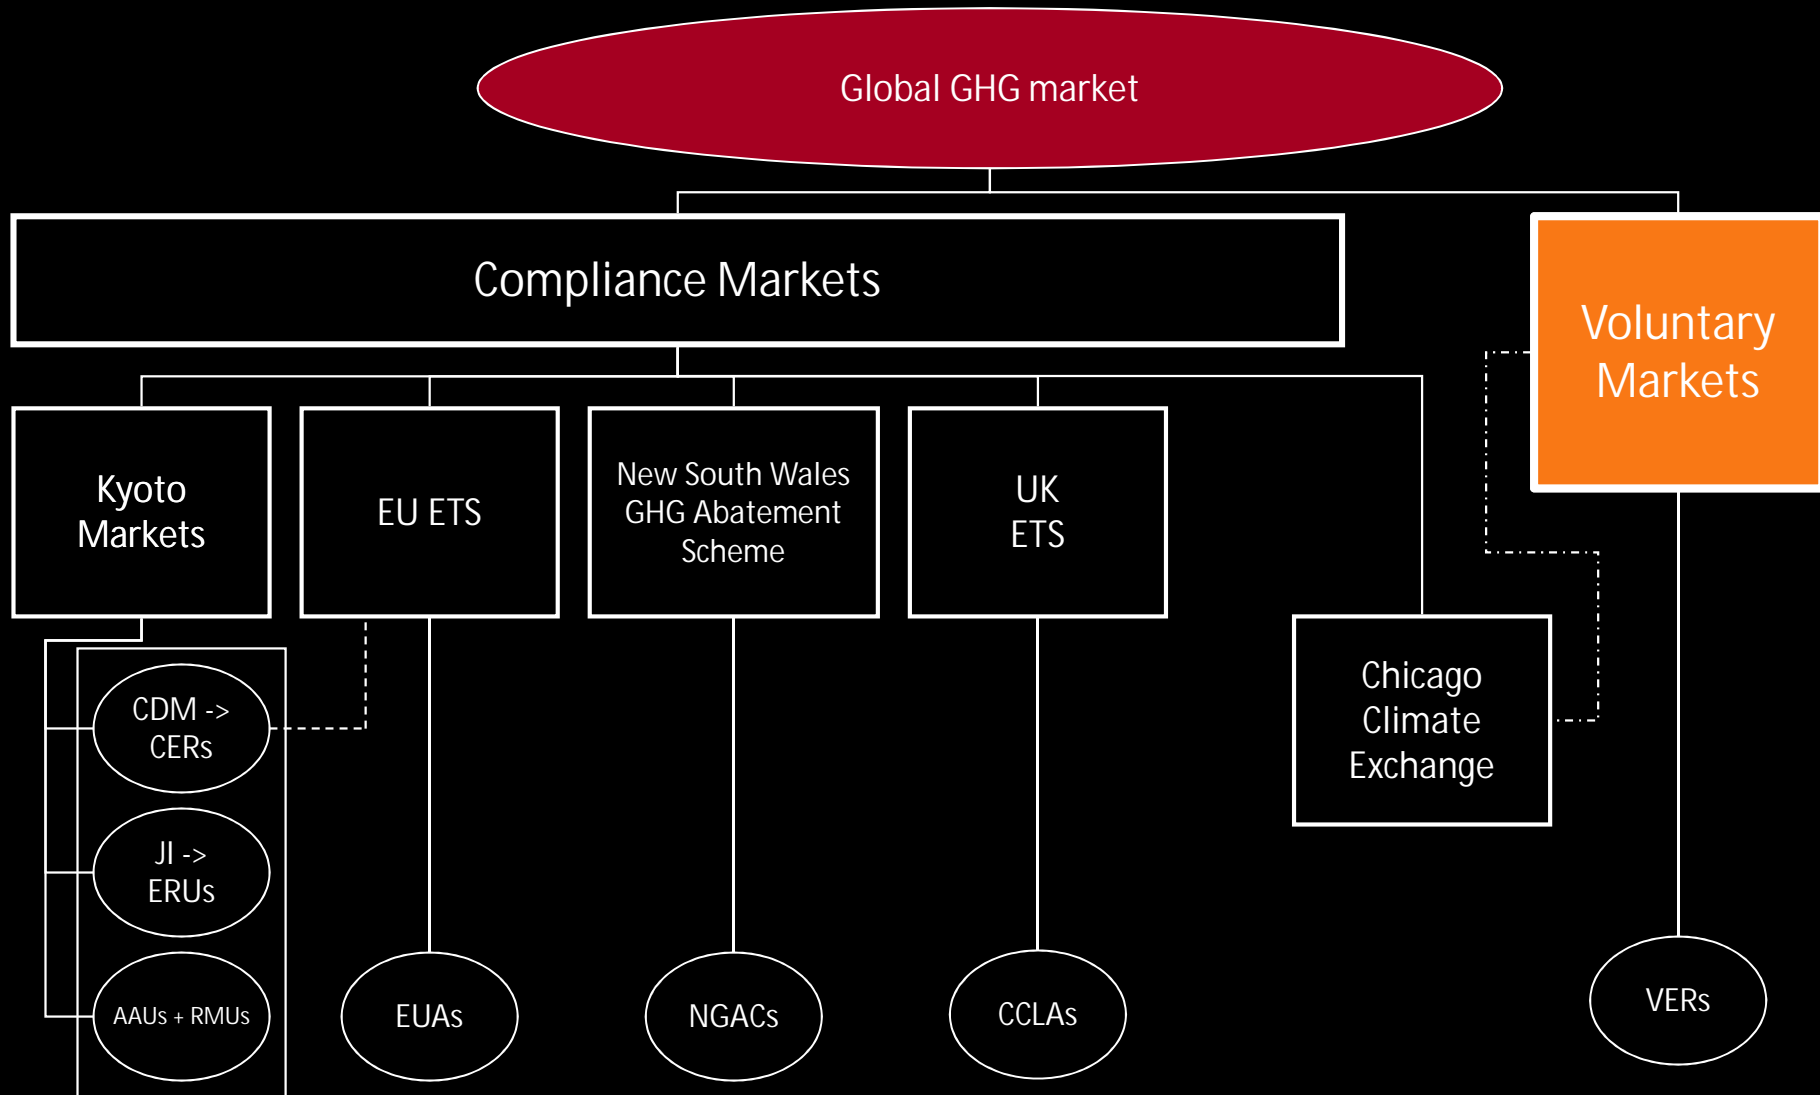 Global GHG market
Compliance Markets
Voluntary
Markets
Kyoto
Markets
EU ETS
New South Wales
GHG Abatement
Scheme
UK
ETS
Chicago
Climate
Exchange
CDM ->
CERs
JI ->
ERUs
AAUs + RMUs
EUAs
NGACs
CCLAs
VERs